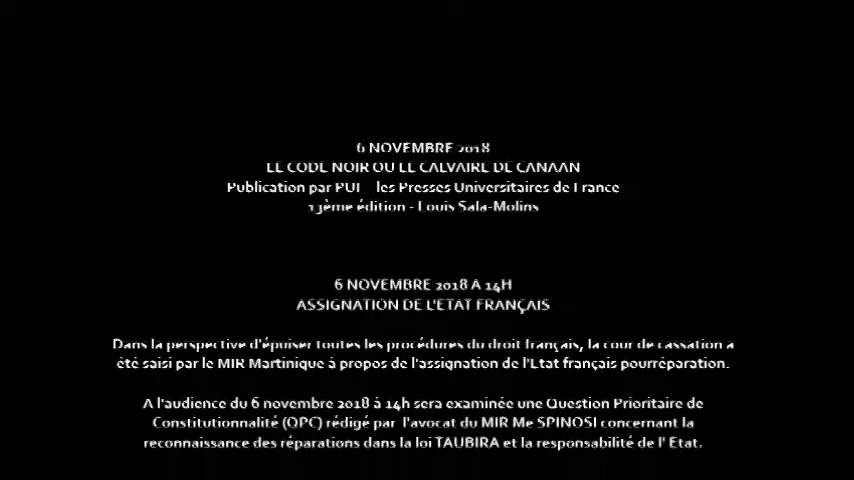 6 NOVEMBRE 2018
LE CODE NOIR OU LE CALVAIRE DE CANAAN
Publication par PUF - les Presses Universitaires de France
13ème édition - Louis Sala-Molins
6 NOVEMBRE 2018 A 14H
ASSIGNATION DE L'ETAT FRANÇAIS
Dans la perspective d'épuiser toutes les procédures du droit français, la cour de cassation a
été saisi par le MIR Martinique à propos de l'assignation de l'Etat français pourréparation.
A l'audience du 6 novembre 2018 à 14h sera examinée une Question Prioritaire de
Constitutionnalité (QPC) rédigé par l'avocat du MIR Me SPINOSI concernant la
reconnaissance des réparations dans la loi TAUBIRA et la responsabilité de l' Etat.